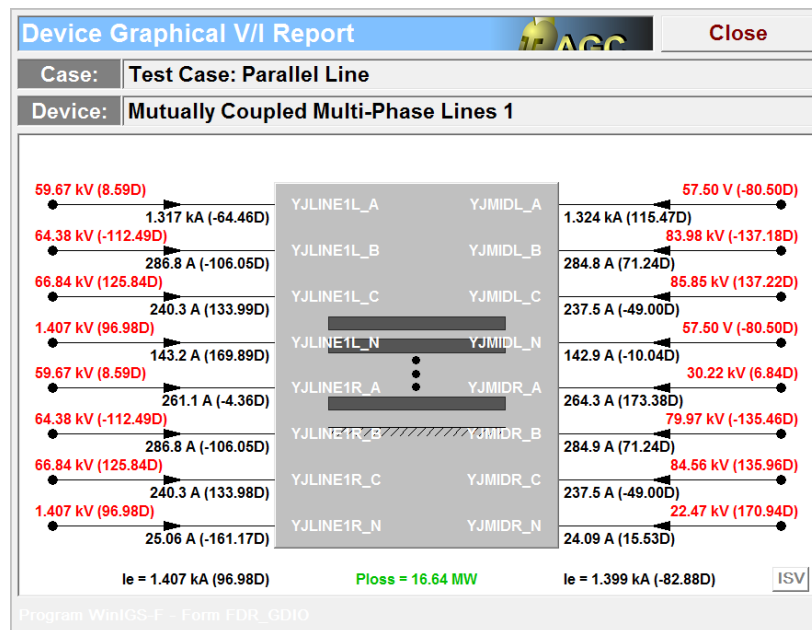 Device Graphical V/I Report
AGC
Close
Case:
Test Case: Parallel Line
Device:
Mutually Coupled Multi-Phase Lines 1
59.67 kV (8.59D)
57.50 V (-80.50D)
YJLINE1L_A
YJMIDL_A
1.317 kA (-64.46D)
1.324 kA (115.47D)
64.38 kV (-112.49D)
83.98 kV (-137.18D)
YJLINE1L_B
YJMIDL_B
286.8 A (-106.05D)
284.8 A (71.24D)
66.84 kV (125.84D)
85.85 kV (137.22D)
YJLINE1L_C
YJMIDL_C
240.3 A (133.99D)
237.5 A (-49.00D)
1.407 kV (96.98D)
57.50 V (-80.50D)
YJLINE1L_N
YJMIDL_N
143.2 A (169.89D)
142.9 A (-10.04D)
59.67 kV (8.59D)
30.22 kV (6.84D)
YJLINE1R_A
YJMIDR_A
261.1 A (-4.36D)
264.3 A (173.38D)
64.38 kV (-112.49D)
79.97 kV (-135.46D)
YJLINE1R_B
YJMIDR_B
286.8 A (-106.05D)
284.9 A (71.24D)
66.84 kV (125.84D)
84.56 kV (135.96D)
YJLINE1R_C
YJMIDR_C
240.3 A (133.98D)
237.5 A (-49.00D)
1.407 kV (96.98D)
22.47 kV (170.94D)
YJLINE1R_N
YJMIDR_N
25.06 A (-161.17D)
24.09 A (15.53D)
Ie = 1.407 kA (96.98D)
Ploss = 16.64 MW
Ie = 1.399 kA (-82.88D)
ISV
Program WinIGS-F - Form FDR_GDIO